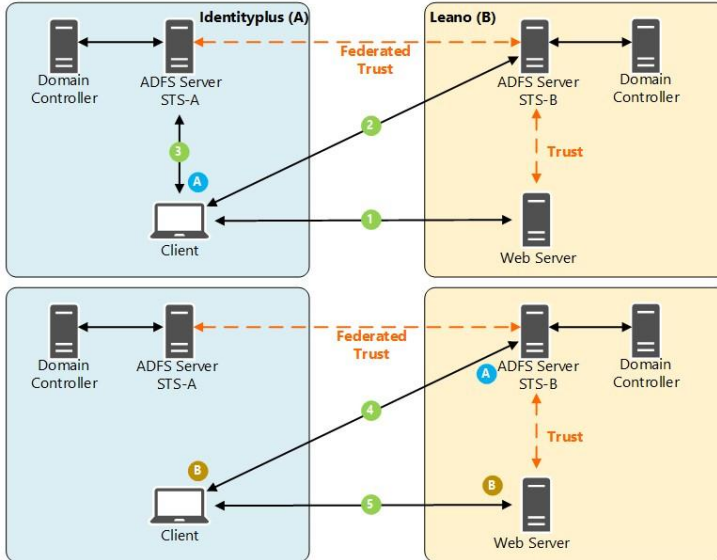 Identityplus (A)
Leano (B)
Federated
Trust
Domain
Controller
ADFS Server
STS-A
ADFS Server
STS-B
Domain
Controller
2
3
Trust
A
1
Client
Web Server
Federated
Trust
Domain
Controller
ADFS Server
STS-A
ADFS Server
STS-B
Domain
Controller
A
4
Trust
B
B
5
Client
Web Server